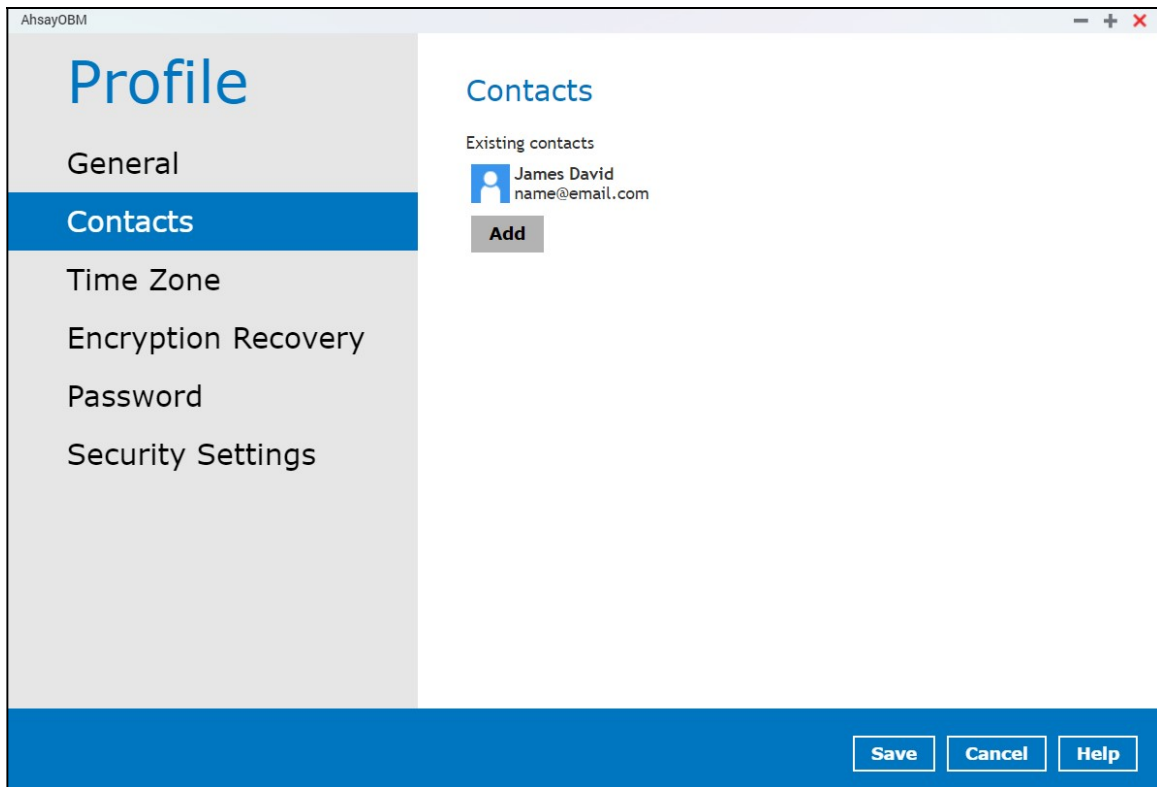 AhsayOBM
Profile
General
Contacts
Time Zone
Encryption Recovery
Password
Security Settings
Contacts
Existing contacts
James David
name@email.com
Add
Save
Cancel
Help